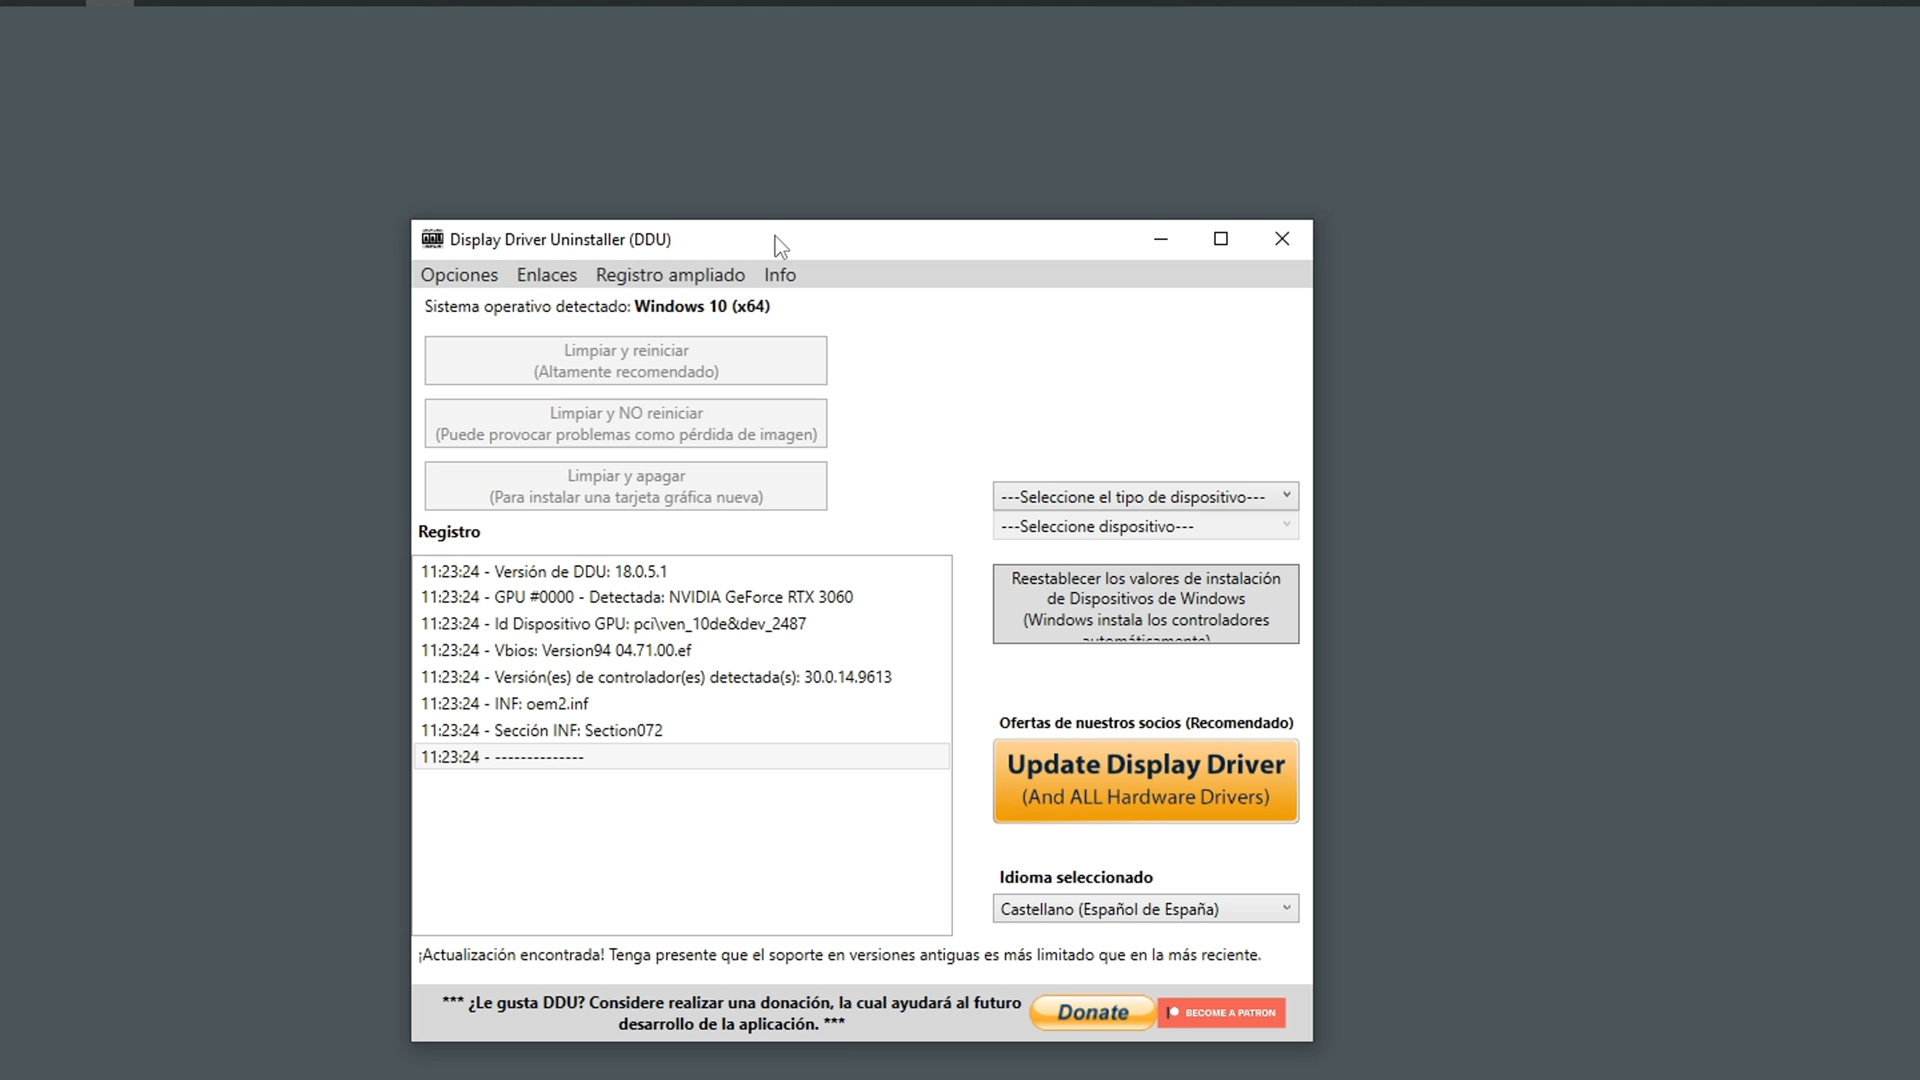 Display Driver Uninstaller (DDU)
Opciones Enlaces Registro ampliado Info
Sistema operativo detectado: Windows 10 (x64)
Limpiar y reiniciar
(Altamente recomendado)
Limpiar y NO reiniciar
(Puede provocar problemas como pérdida de imagen)
Limpiar y apagar
(Para instalar una tarjeta gráfica nueva)
---Seleccione el tipo de dispositivo---
---Seleccione dispositivo---
Registro
11:23:24 - Versión de DDU: 18.0.5.1
11:23:24 - GPU #0000 - Detectada: NVIDIA GeForce RTX 3060
11:23:24 - Id Dispositivo GPU: pci\ven_10de&dev_2487
11:23:24 - Vbios: Version94 04.71.00.ef
11:23:24 - Versión(es) de controlador(es) detectada(s): 30.0.14.9613
11:23:24 - INF: oem2.inf
11:23:24 - Sección INF: Section072
11:23:24 - --------------
Reestablecer los valores de instalación
de Dispositivos de Windows
(Windows instala los controladores
automáticamente)
Ofertas de nuestros socios (Recomendado)
Update Display Driver
(And ALL Hardware Drivers)
Idioma seleccionado
Castellano (Español de España)
¡Actualización encontrada! Tenga presente que el soporte en versiones antiguas es más limitado que en la más reciente.
*** ¿Le gusta DDU? Considere realizar una donación, la cual ayudará al futuro
desarrollo de la aplicación. ***
Donate
BECOME A PATRON